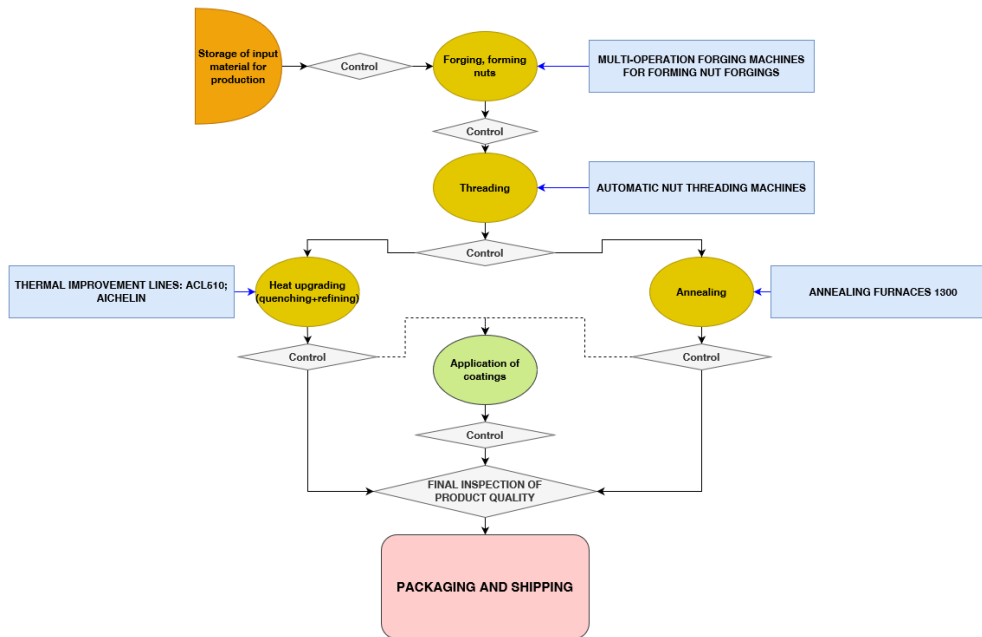 Storage of input
material for
production
Control
Forging, forming
nuts
MULTI-OPERATION FORGING MACHINES
FOR FORMING NUT FORGINGS
Control
Threading
AUTOMATIC NUT THREADING MACHINES
Control
THERMAL IMPROVEMENT LINES: ACL510;
AICHELIN
Heat upgrading
(quenching+refining)
Annealing
ANNEALING FURNACES 1300
Control
Application of
coatings
Control
Control
FINAL INSPECTION OF
PRODUCT QUALITY
PACKAGING AND SHIPPING